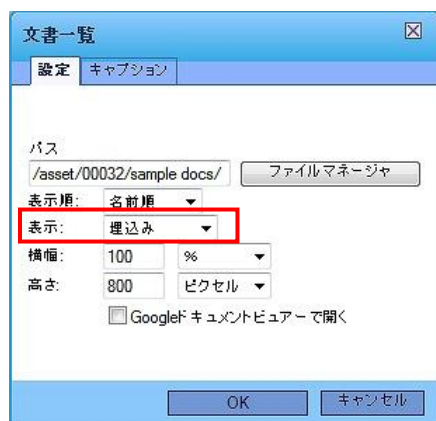 文書一覧
設定 キャプション
パス
/asset/00032/sample docs/ ファイルマネージャ
表示順: 名前順
表示: 埋込み
横幅: 100 %
高さ: 800 ピクセル
Googleドキュメントビュアーで開く
OK キャンセル